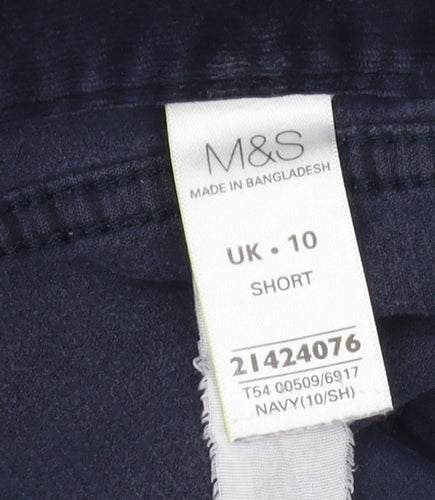 M&S
MADE IN BANGLADESH
UK • 10
SHORT
21424076
T54 00509/6917
NAVY(10/SH)